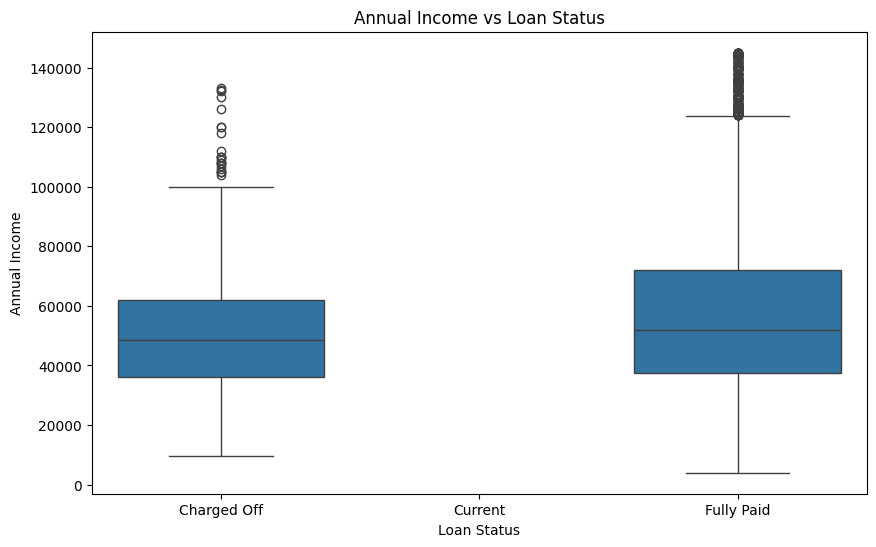 Annual Income vs Loan Status
140000
120000
100000
80000
60000
40000
20000
0
Annual Income
Charged Off
Current
Fully Paid
Loan Status